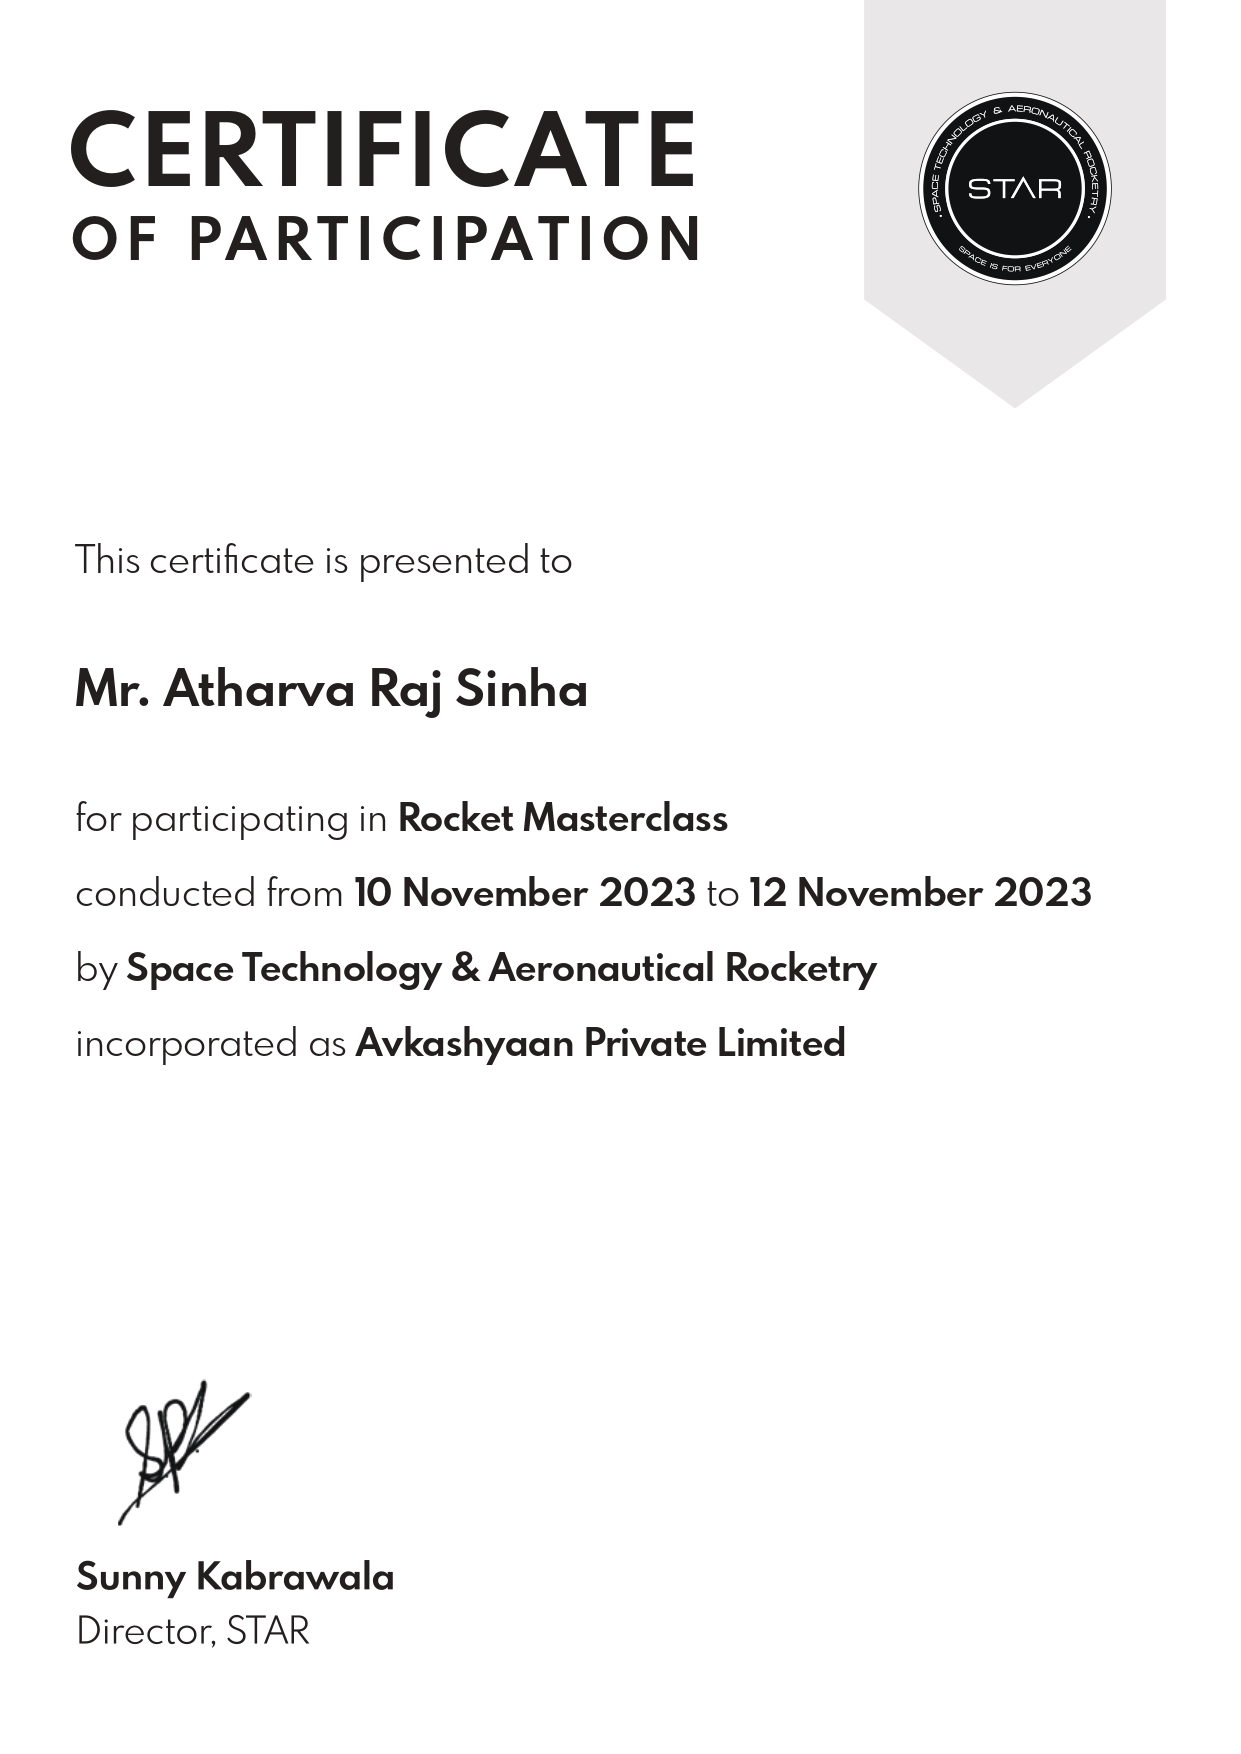 CERTIFICATE
OF PARTICIPATION
• SPACE TECHNOLOGY & AERONAUTICAL ROCKETRY •
STAR
SPACE IS FOR EVERYONE
This certificate is presented to
Mr. Atharva Raj Sinha
for participating in Rocket Masterclass
conducted from 10 November 2023 to 12 November 2023
by Space Technology & Aeronautical Rocketry
incorporated as Avkashyaan Private Limited
Sunny Kabrawala
Director, STAR